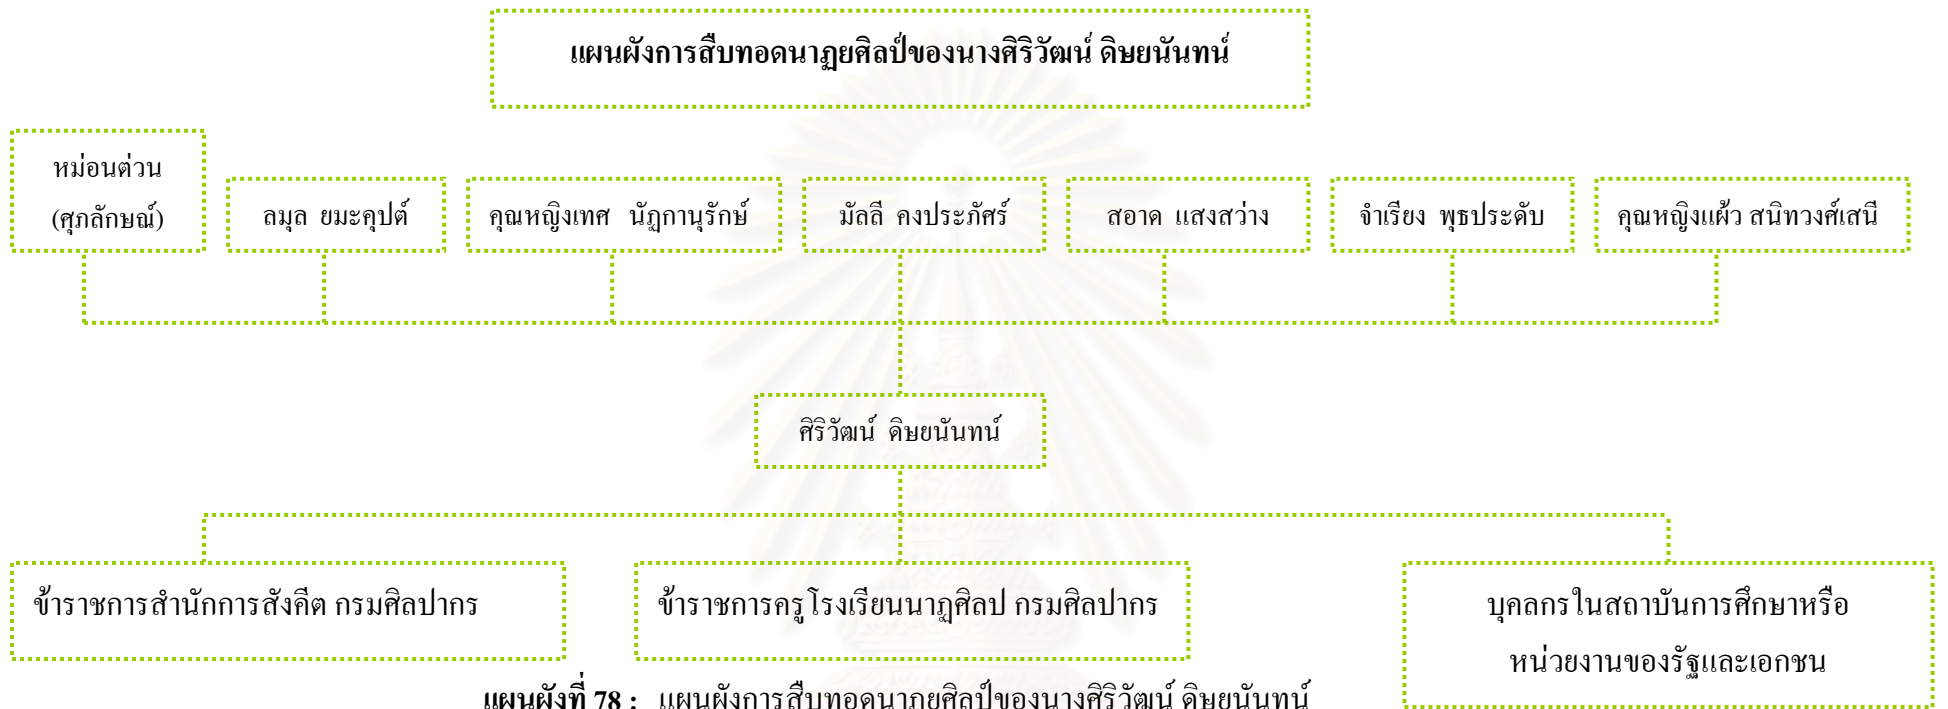 แผนผังการสืบทอดนาฏยศิลป์ของนางศิริวัฒน์ ดิษยนันทน์
หม่อนต่วน
(ศุภลักษณ์)
ลมุล ยมะคุปต์
คุณหญิงเทศ นัฏกานุรักษ์
มัลลี คงประภัศร์
สอาด แสงสว่าง
จำเรียง พุธประดับ
คุณหญิงแผ้ว สนิทวงศ์เสนี
ศิริวัฒน์ ดิษยนันทน์
ข้าราชการสำนักการสังคีต กรมศิลปากร
ข้าราชการครูโรงเรียนนาฏศิลป กรมศิลปากร
บุคลกรในสถาบันการศึกษาหรือ
หน่วยงานของรัฐและเอกชน
แผนผังที่ 78 : แผนผังการสืบทอดนาฏยศิลป์ของนางศิริวัฒน์ ดิษยนันทน์